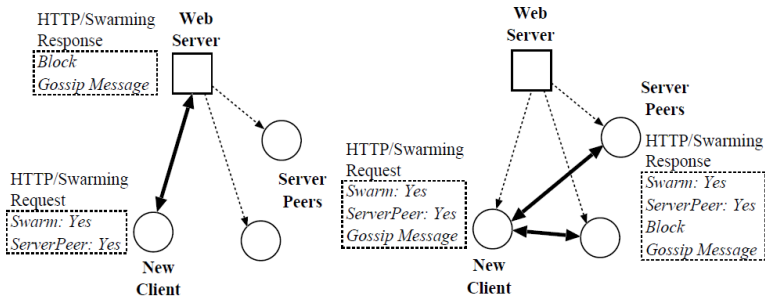 HTTP/Swarming
Response
Block
Gossip Message
Web
Server
Server
Peers
HTTP/Swarming
Request
Swarm: Yes
ServerPeer: Yes
New
Client
Web
Server
Server
Peers
HTTP/Swarming
Request
Swarm: Yes
ServerPeer: Yes
Gossip Message
HTTP/Swarming
Response
Swarm: Yes
ServerPeer: Yes
Block
Gossip Message
New
Client